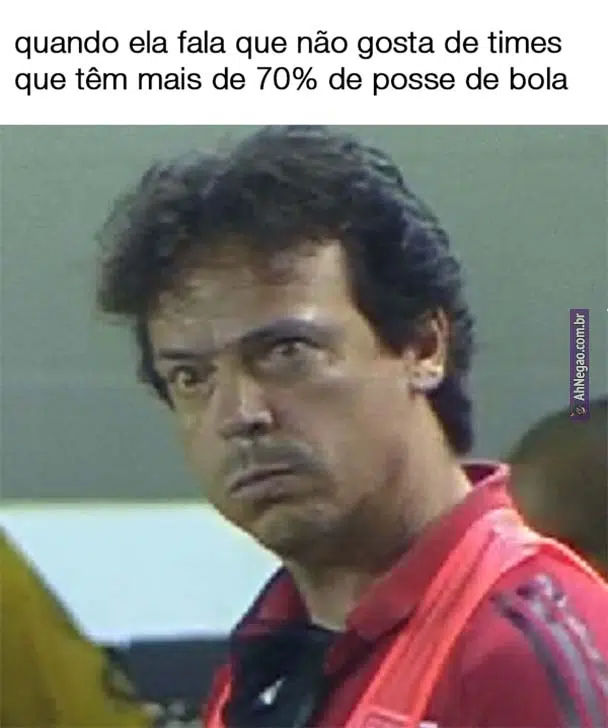 quando ela fala que não gosta de times
que têm mais de 70% de posse de bola
AhNegao.com.br